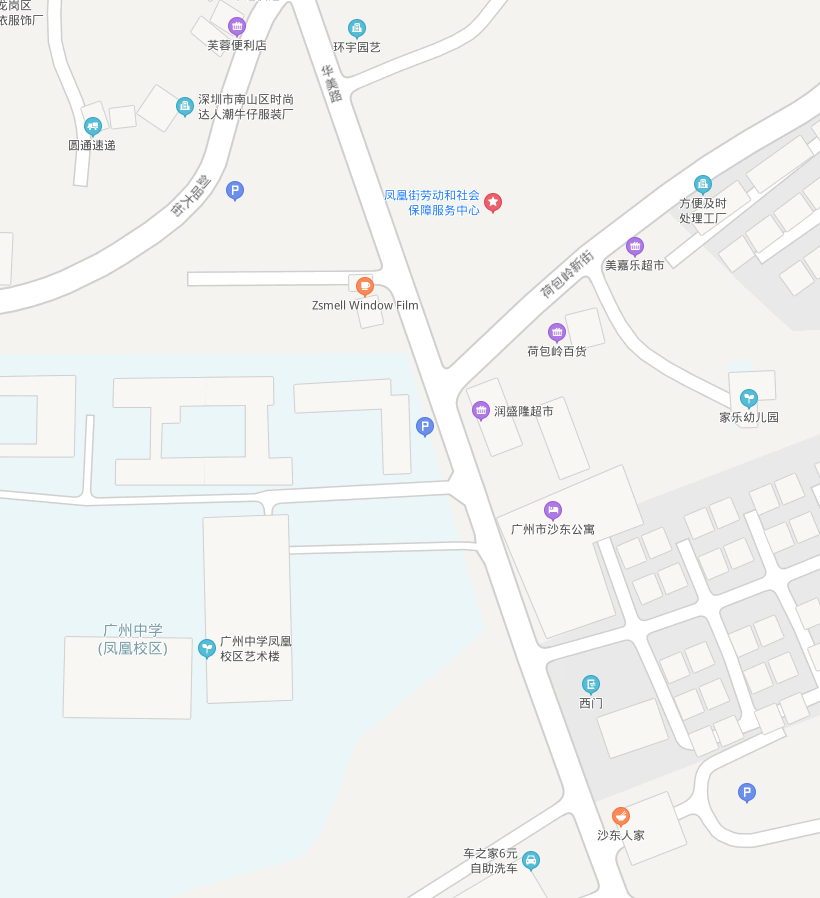 龙岗区
衣服饰厂
芙蓉便利店
环宇园艺
华美路
深圳市南山区时尚
达人潮牛仔服装厂
圆通速递
剑明大街
P
凤凰街劳动和社会
保障服务中心
方便及时
处理工厂
美嘉乐超市
荷包岭新街
Zsmell Window Film
荷包岭百货
家乐幼儿园
润盛隆超市
P
广州市沙东公寓
广州中学
(凤凰校区)
广州中学凤凰
校区艺术楼
西门
P
沙东人家
车之家6元
自助洗车